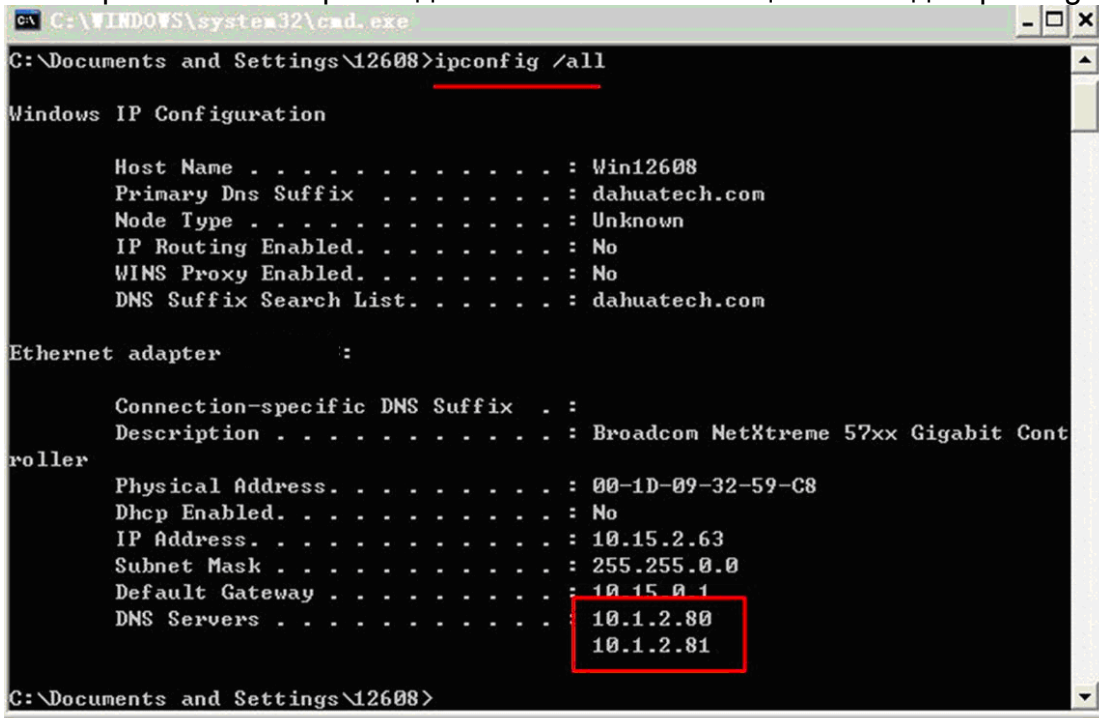 C:\WINDOWS\system32\cmd.exe
C:\Documents and Settings\12608>ipconfig /all
Windows IP Configuration
Host Name . . . . . . . . . . . . : Win12608
Primary Dns Suffix . . . . . . . : dahuatech.com
Node Type . . . . . . . . . . . . : Unknown
IP Routing Enabled. . . . . . . . : No
WINS Proxy Enabled. . . . . . . . : No
DNS Suffix Search List. . . . . . : dahuatech.com
Ethernet adapter :
Connection-specific DNS Suffix . :
Description . . . . . . . . . . . : Broadcom NetXtreme 57xx Gigabit Cont
roller
Physical Address. . . . . . . . . : 00-1D-09-32-59-C8
Dhcp Enabled. . . . . . . . . . . : No
IP Address. . . . . . . . . . . . : 10.15.2.63
Subnet Mask . . . . . . . . . . . : 255.255.0.0
Default Gateway . . . . . . . . . : 10.15.0.1
DNS Servers . . . . . . . . . . . : 10.1.2.80
10.1.2.81
C:\Documents and Settings\12608>